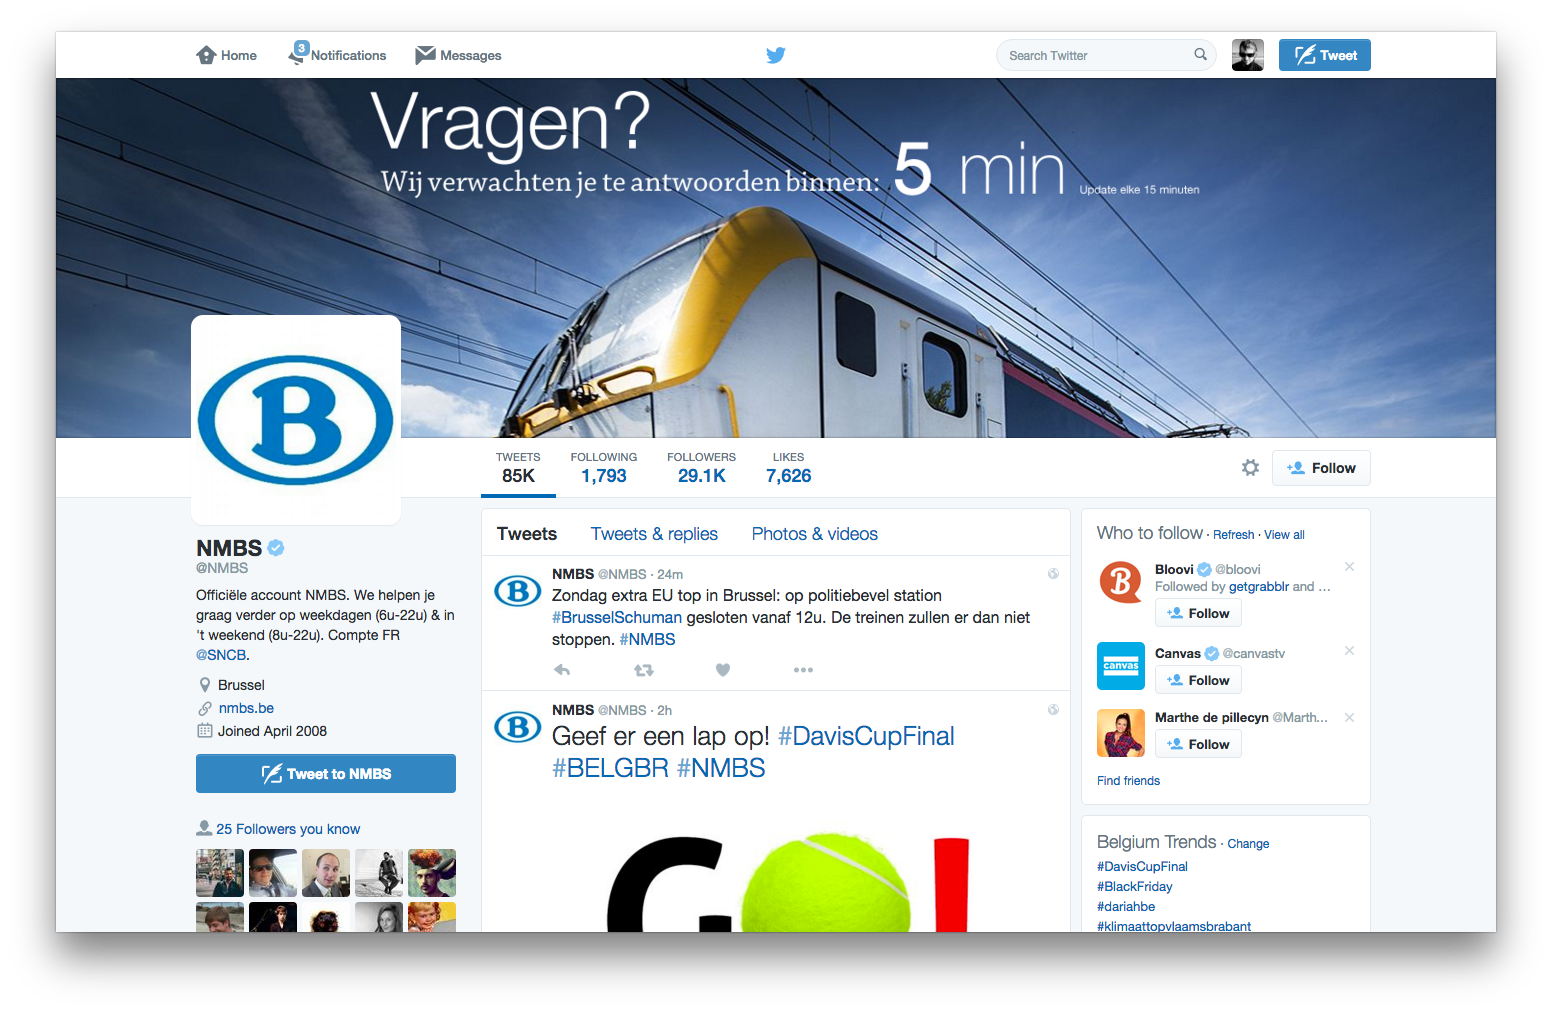 Home
3
Notifications
Messages
Search Twitter
Tweet
Vragen?
Wij verwachten je te antwoorden binnen: 5 min Update elke 15 minuten
B
TWEETS
85K
FOLLOWING
1,793
FOLLOWERS
29.1K
LIKES
7,626
Follow
NMBS
@NMBS
Officiële account NMBS. We helpen je
graag verder op weekdagen (6u-22u) & in
't weekend (8u-22u). Compte FR
@SNCB.
Brussel
nmbs.be
Joined April 2008
Tweet to NMBS
25 Followers you know
Tweets
Tweets & replies
Photos & videos
B
NMBS @NMBS · 24m
Zondag extra EU top in Brussel: op politiebevel station
#BrusselSchuman gesloten vanaf 12u. De treinen zullen er dan niet
stoppen. #NMBS
B
NMBS @NMBS · 2h
Geef er een lap op! #DavisCupFinal
#BELGBR #NMBS
GO!
Who to follow · Refresh · View all
B
Bloovi @bloovi
Followed by getgrabblr and ...
Follow
canvas
Canvas @canvastv
Follow
Marthe de pillecyn @Marth...
Follow
Find friends
Belgium Trends · Change
#DavisCupFinal
#BlackFriday
#dariahbe
#klimaattopvlaamsbrabant